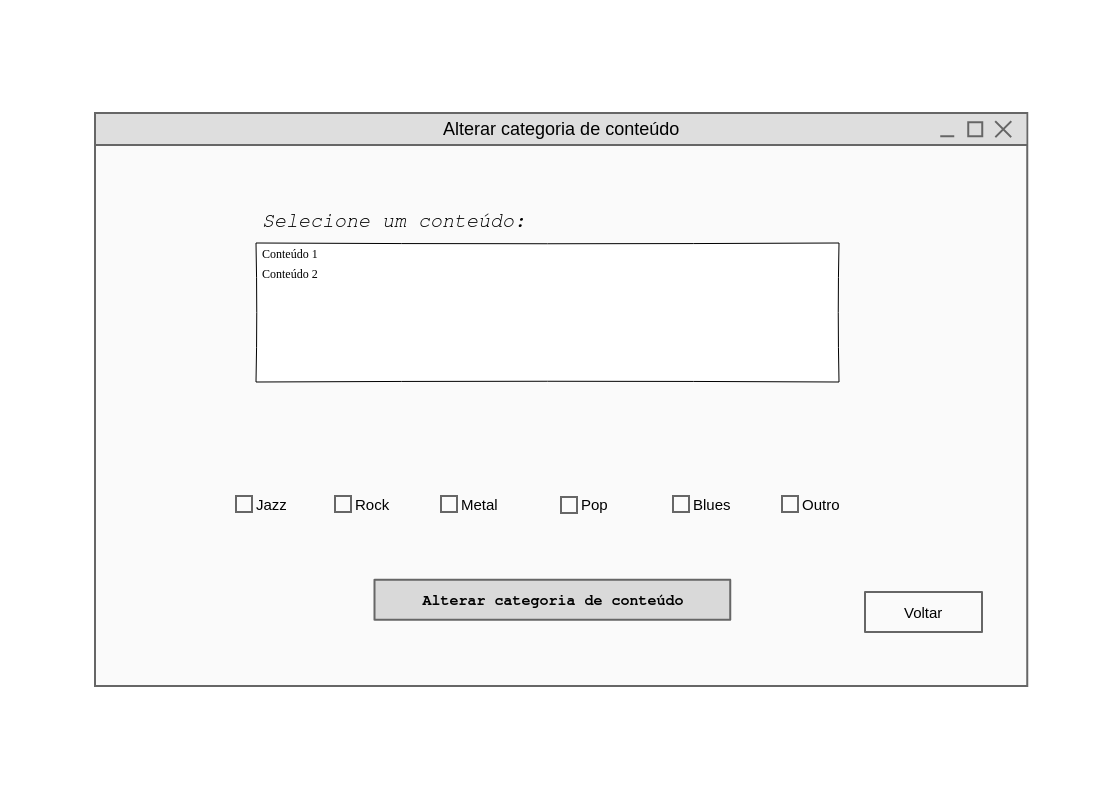 Alterar categoria de conteúdo
Selecione um conteúdo:
Conteúdo 1
Conteúdo 2
Jazz Rock Metal Pop Blues Outro
Alterar categoria de conteúdo
Voltar